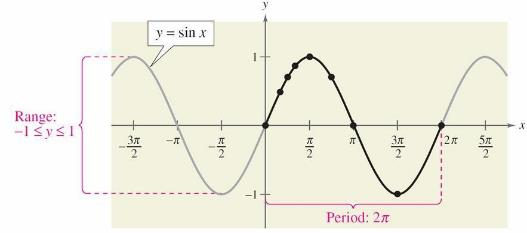 y
y = sin x
1
Range:
−1 ≤ y ≤ 1
−3π/2
−π
−π/2
π/2
π
3π/2
2π
5π/2
x
−1
Period: 2π